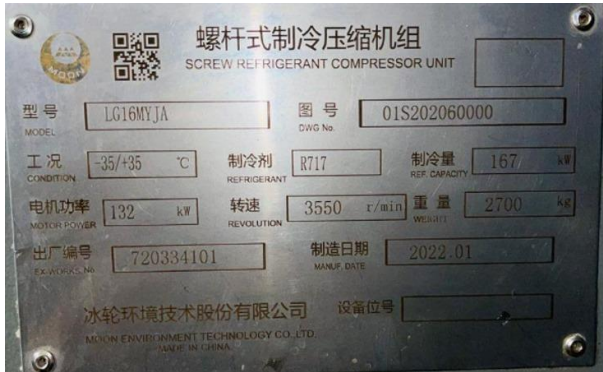 螺杆式制冷压缩机组
SCREW REFRIGERANT COMPRESSOR UNIT
MOON
型号 LG16MYJA 图号 01S202060000
MODEL DWG No.
工况 -35/+35 ℃ 制冷剂 R717 制冷量 167 kW
CONDITION REFRIGERANT REF. CAPACITY
电机功率 132 kW 转速 3550 r/min 重量 2700 kg
MOTOR POWER REVOLUTION WEIGHT
出厂编号 720334101 制造日期 2022.01
EX-WORKS. No MANUF. DATE
冰轮环境技术股份有限公司 设备位号
MOON ENVIRONMENT TECHNOLOGY CO.,LTD.
MADE IN CHINA